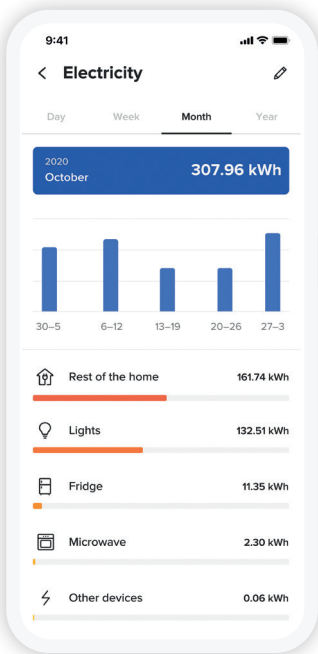 9:41
Electricity
Day Week Month Year
2020
October 307.96 kWh
30–5 6–12 13–19 20–26 27–3
Rest of the home 161.74 kWh
Lights 132.51 kWh
Fridge 11.35 kWh
Microwave 2.30 kWh
Other devices 0.06 kWh